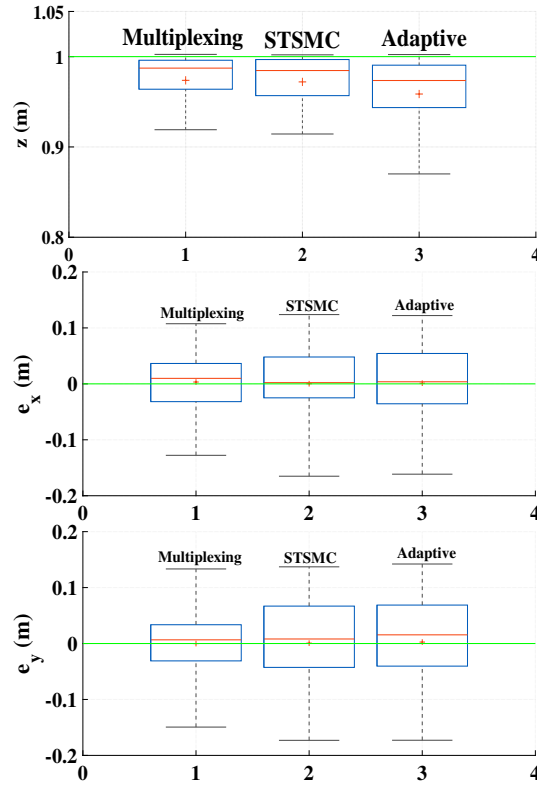 1.05
Multiplexing STSMC Adaptive
1
z (m)
0.9
0.8
0 1 2 3 4
0.2
Multiplexing STSMC Adaptive
0.1
e_x (m)
0
-0.1
-0.2
0 1 2 3 4
0.2
Multiplexing STSMC Adaptive
0.1
e_y (m)
0
-0.1
-0.2
0 1 2 3 4